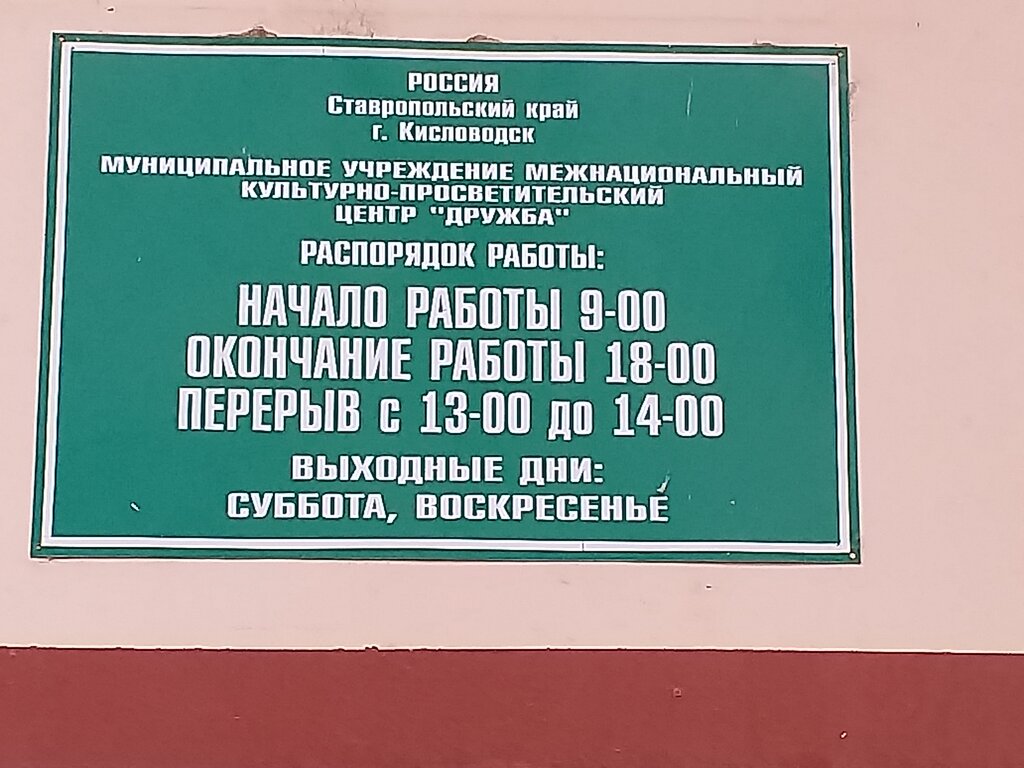 РОССИЯ
Ставропольский край
г. Кисловодск
МУНИЦИПАЛЬНОЕ УЧРЕЖДЕНИЕ МЕЖНАЦИОНАЛЬНЫЙ
КУЛЬТУРНО-ПРОСВЕТИТЕЛЬСКИЙ
ЦЕНТР "ДРУЖБА"
РАСПОРЯДОК РАБОТЫ:
НАЧАЛО РАБОТЫ 9-00
ОКОНЧАНИЕ РАБОТЫ 18-00
ПЕРЕРЫВ с 13-00 до 14-00
ВЫХОДНЫЕ ДНИ:
СУББОТА, ВОСКРЕСЕНЬЕ